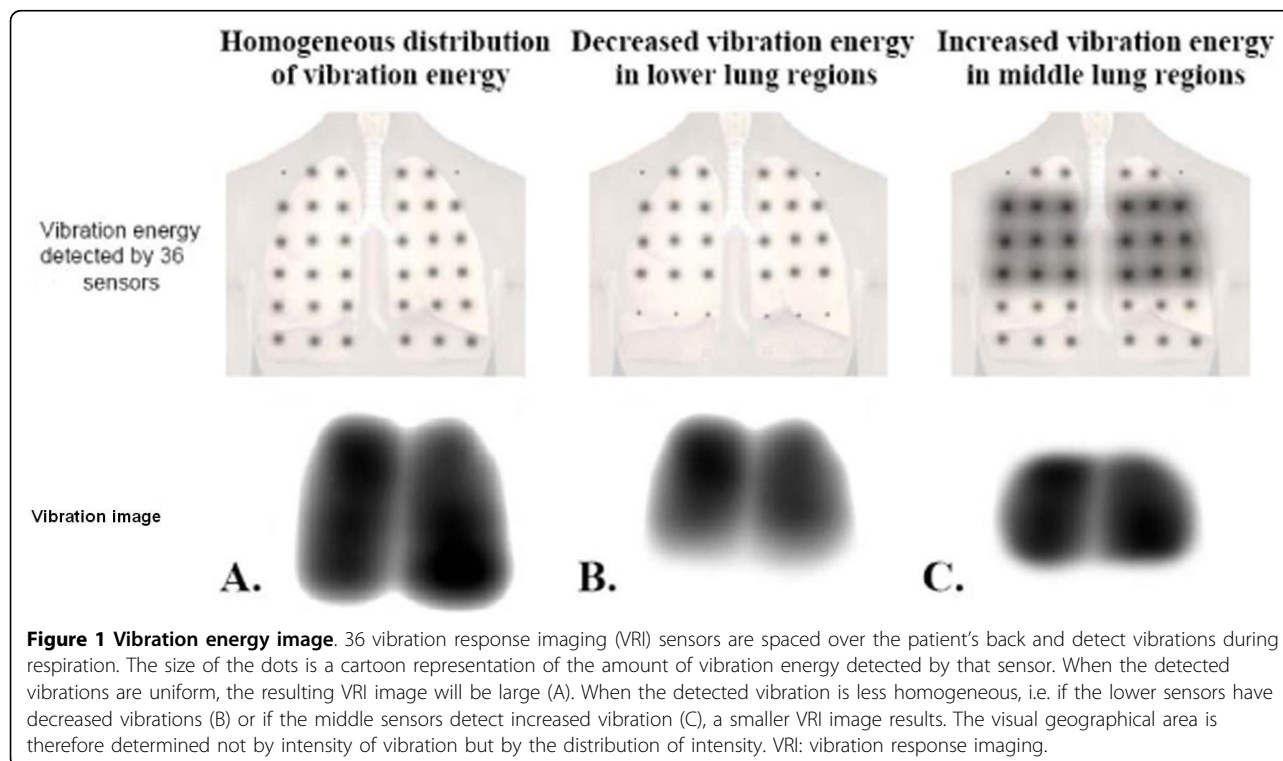 Homogeneous distribution
of vibration energy
Decreased vibration energy
in lower lung regions
Increased vibration energy
in middle lung regions
Vibration energy
detected by 36
sensors
Vibration image
A.
B.
C.
Figure 1 Vibration energy image. 36 vibration response imaging (VRI) sensors are spaced over the patient's back and detect vibrations during
respiration. The size of the dots is a cartoon representation of the amount of vibration energy detected by that sensor. When the detected
vibrations are uniform, the resulting VRI image will be large (A). When the detected vibration is less homogeneous, i.e. if the lower sensors have
decreased vibrations (B) or if the middle sensors detect increased vibration (C), a smaller VRI image results. The visual geographical area is
therefore determined not by intensity of vibration but by the distribution of intensity. VRI: vibration response imaging.